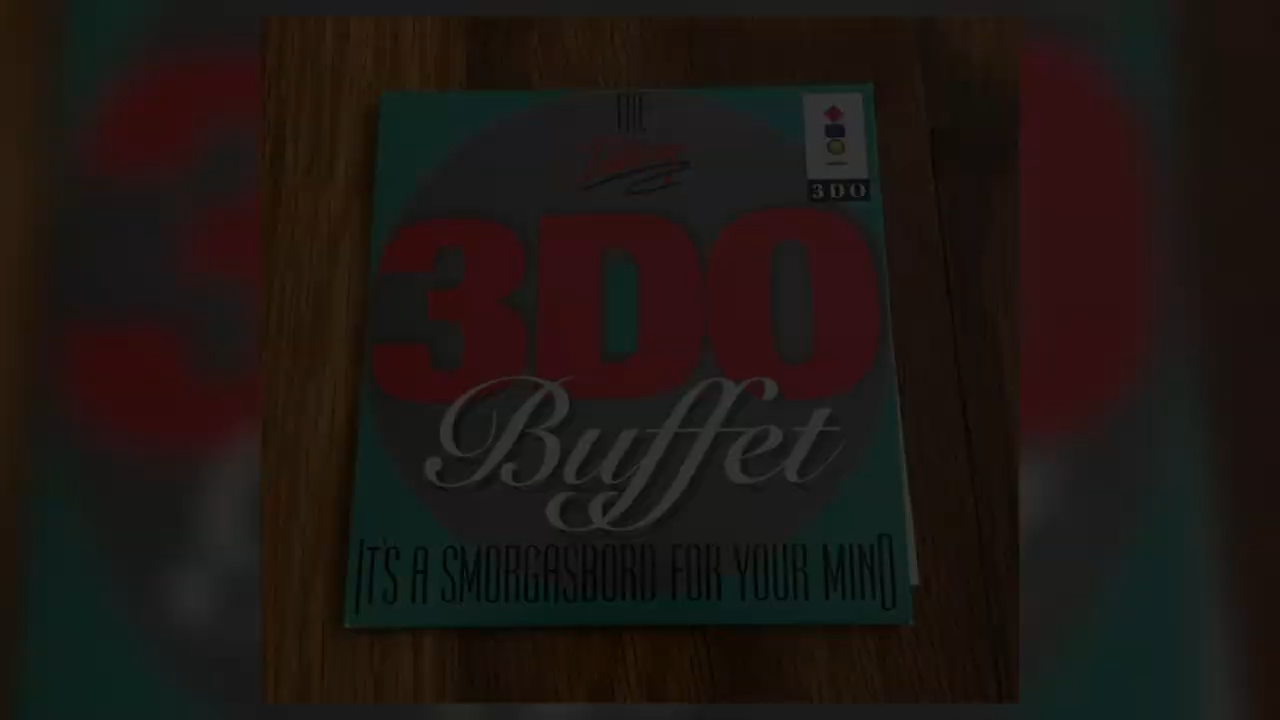 THE
3DO
3DO
Buffet
IT'S A SMORGASBORD FOR YOUR MIND